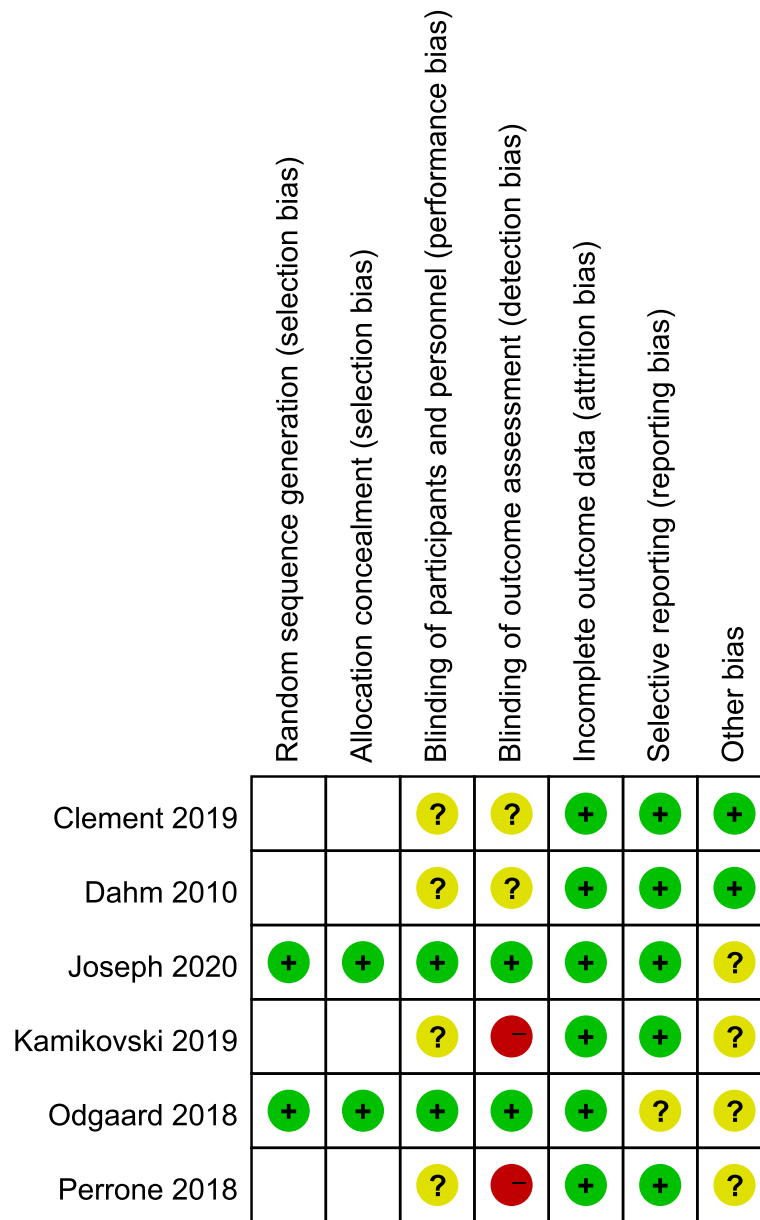 Random sequence generation (selection bias)
Allocation concealment (selection bias)
Blinding of participants and personnel (performance bias)
Blinding of outcome assessment (detection bias)
Incomplete outcome data (attrition bias)
Selective reporting (reporting bias)
Other bias
Clement 2019 ? ? + + +
Dahm 2010 ? ? + + +
Joseph 2020 + + + + + + ?
Kamikovski 2019 ? – + + ?
Odgaard 2018 + + + + + ? ?
Perrone 2018 ? – + + ?